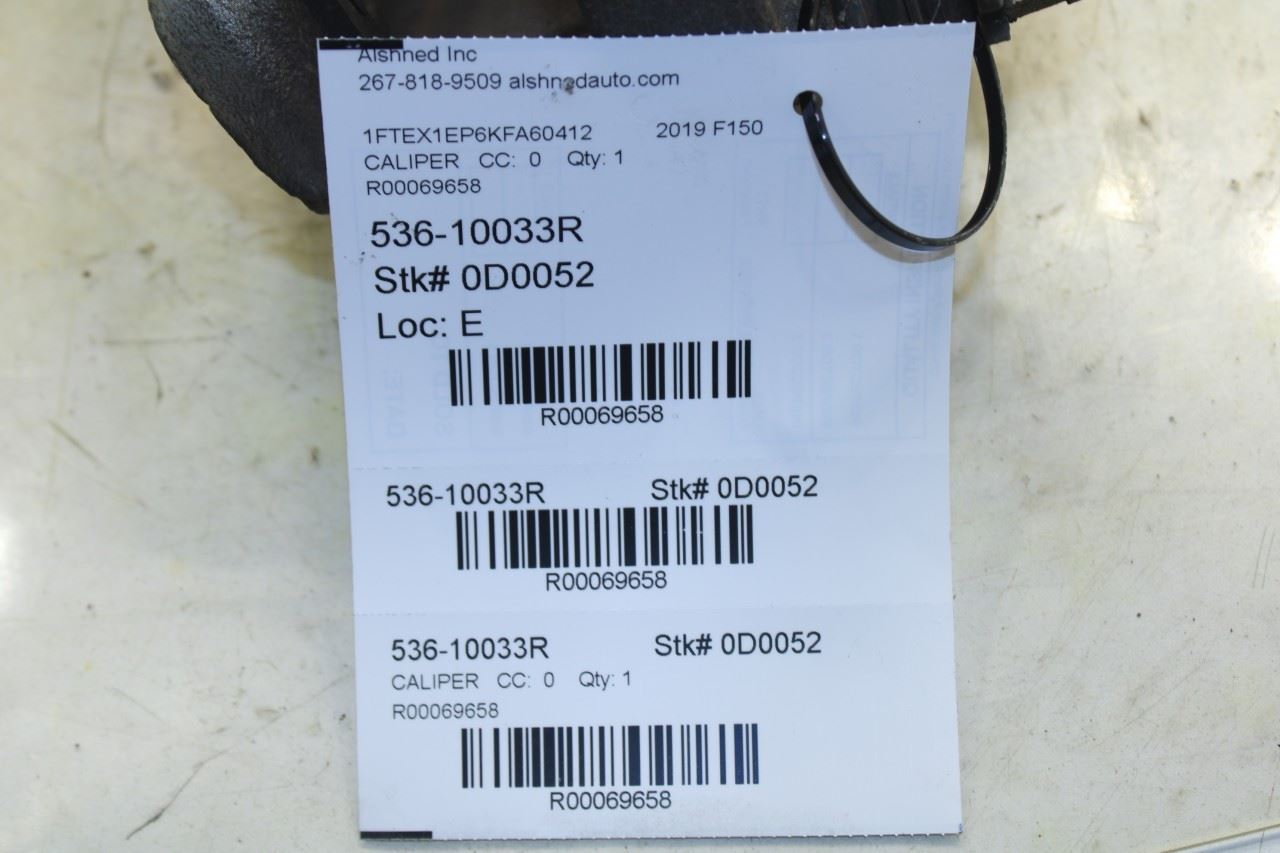 Alshned Inc
267-818-9509 alshnedauto.com
1FTEX1EP6KFA60412 2019 F150
CALIPER CC: 0 Qty: 1
R00069658
536-10033R
Stk# 0D0052
Loc: E
R00069658
536-10033R Stk# 0D0052
R00069658
536-10033R Stk# 0D0052
CALIPER CC: 0 Qty: 1
R00069658
R00069658